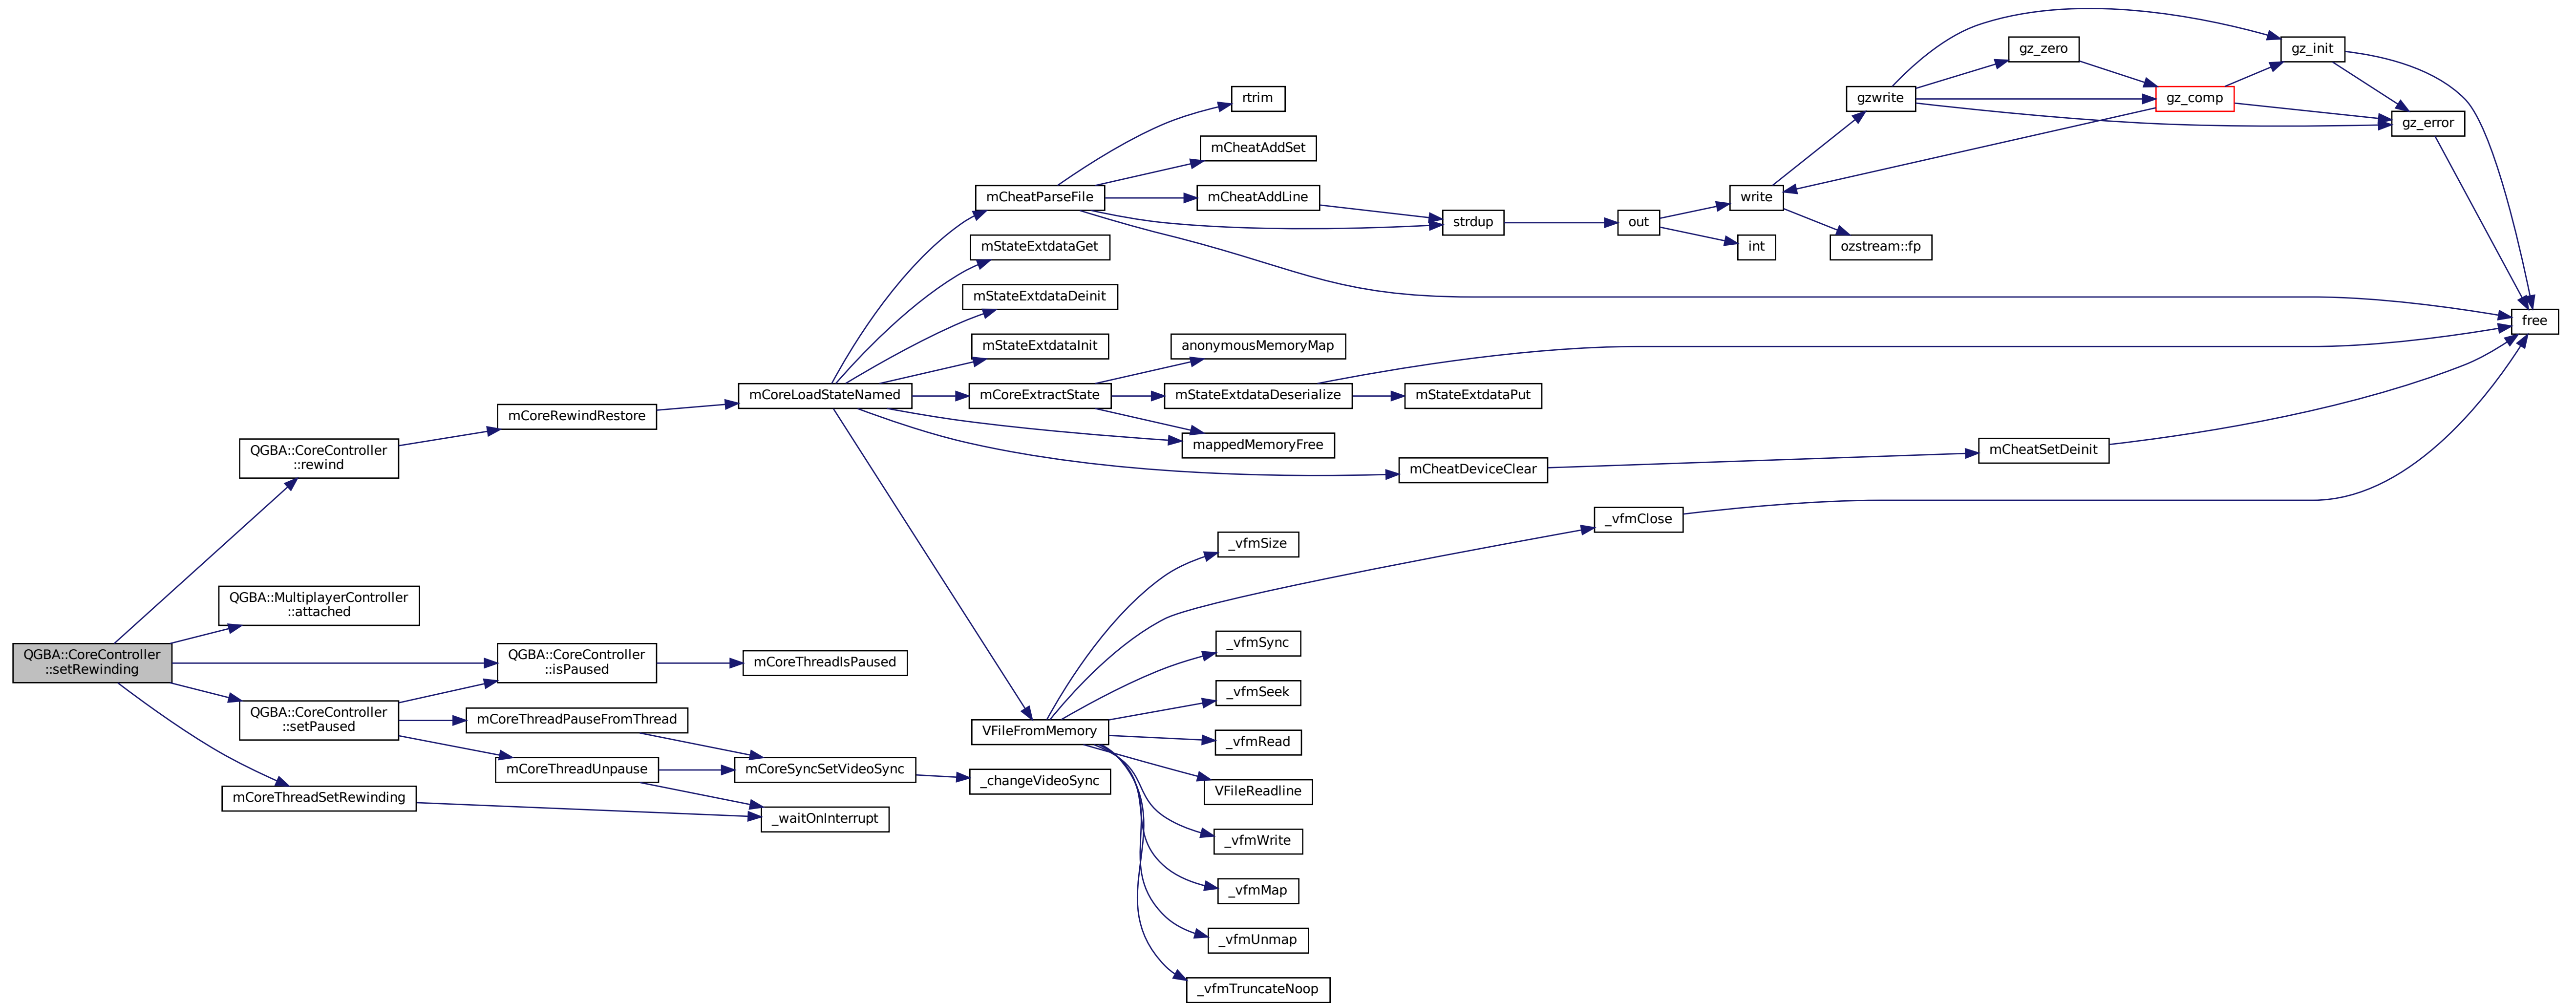 gz_zero
gz_init
rtrim
gzwrite
gz_comp
gz_error
mCheatAddSet
mCheatParseFile
mCheatAddLine
write
strdup
out
mStateExtdataGet
int
ozstream::fp
mStateExtdataDeinit
free
mStateExtdataInit
anonymousMemoryMap
mCoreLoadStateNamed
mCoreExtractState
mStateExtdataDeserialize
mStateExtdataPut
mCoreRewindRestore
mappedMemoryFree
QGBA::CoreController
::rewind
mCheatDeviceClear
mCheatSetDeinit
_vfmClose
_vfmSize
QGBA::MultiplayerController
::attached
_vfmSync
QGBA::CoreController
::setRewinding
QGBA::CoreController
::isPaused
mCoreThreadIsPaused
_vfmSeek
QGBA::CoreController
::setPaused
mCoreThreadPauseFromThread
VFileFromMemory
_vfmRead
mCoreThreadUnpause
mCoreSyncSetVideoSync
_changeVideoSync
VFileReadline
mCoreThreadSetRewinding
_waitOnInterrupt
_vfmWrite
_vfmMap
_vfmUnmap
_vfmTruncateNoop